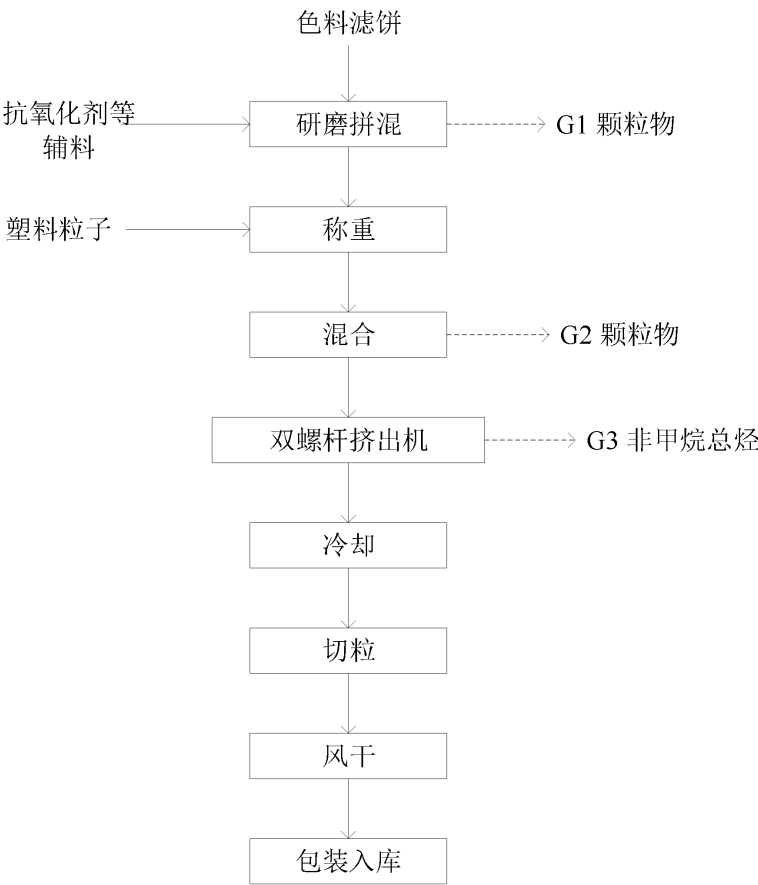 色料滤饼
抗氧化剂等
辅料
研磨拼混
G1 颗粒物
塑料粒子
称重
混合
G2 颗粒物
双螺杆挤出机
G3 非甲烷总烃
冷却
切粒
风干
包装入库